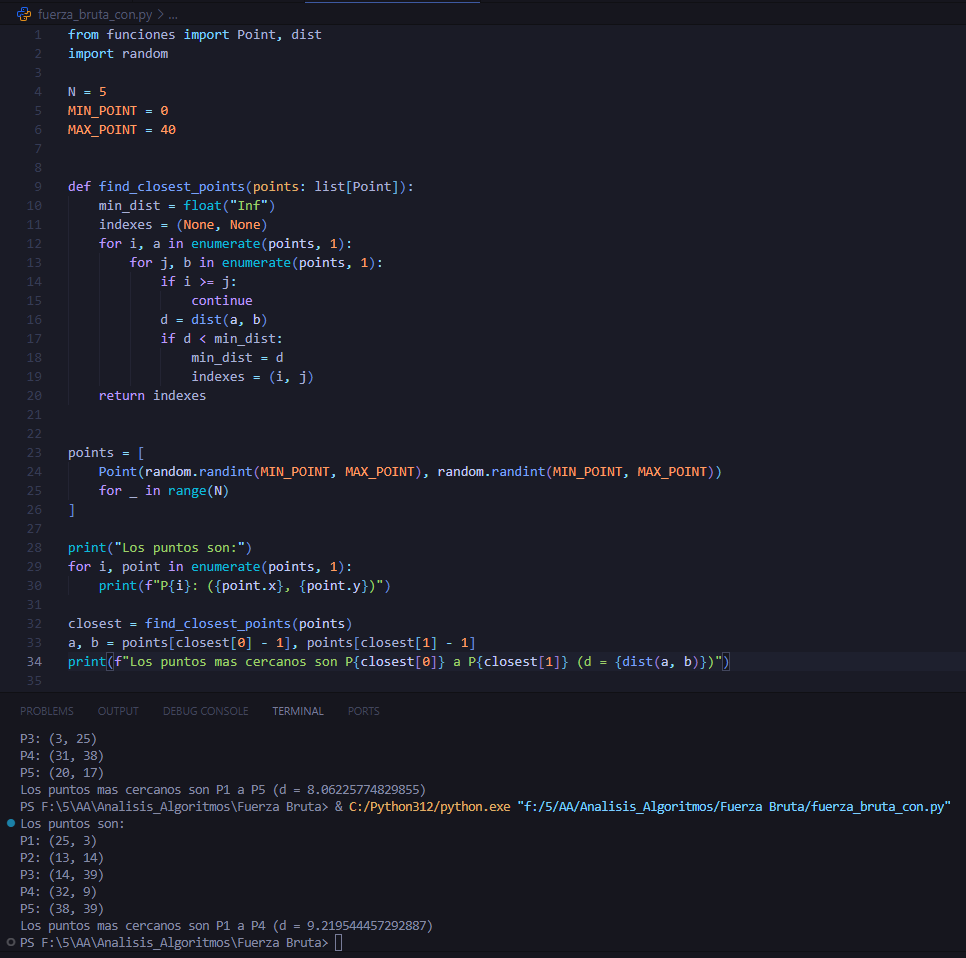 fuerza_bruta_con.py > ...
1 from funciones import Point, dist
2 import random
3
4 N = 5
5 MIN_POINT = 0
6 MAX_POINT = 40
7
8
9 def find_closest_points(points: list[Point]):
10     min_dist = float("Inf")
11     indexes = (None, None)
12     for i, a in enumerate(points, 1):
13         for j, b in enumerate(points, 1):
14             if i >= j:
15                 continue
16             d = dist(a, b)
17             if d < min_dist:
18                 min_dist = d
19                 indexes = (i, j)
20     return indexes
21
22
23 points = [
24     Point(random.randint(MIN_POINT, MAX_POINT), random.randint(MIN_POINT, MAX_POINT))
25     for _ in range(N)
26 ]
27
28 print("Los puntos son:")
29 for i, point in enumerate(points, 1):
30     print(f"P{i}: ({point.x}, {point.y})")
31
32 closest = find_closest_points(points)
33 a, b = points[closest[0] - 1], points[closest[1] - 1]
34 print(f"Los puntos mas cercanos son P{closest[0]} a P{closest[1]} (d = {dist(a, b)})")
35
PROBLEMS OUTPUT DEBUG CONSOLE TERMINAL PORTS
P3: (3, 25)
P4: (31, 38)
P5: (20, 17)
Los puntos mas cercanos son P1 a P5 (d = 8.06225774829855)
PS F:\5\AA\Analisis_Algoritmos\Fuerza Bruta> & C:/Python312/python.exe "f:/5/AA/Analisis_Algoritmos/Fuerza Bruta/fuerza_bruta_con.py"
Los puntos son:
P1: (25, 3)
P2: (13, 14)
P3: (14, 39)
P4: (32, 9)
P5: (38, 39)
Los puntos mas cercanos son P1 a P4 (d = 9.219544457292887)
PS F:\5\AA\Analisis_Algoritmos\Fuerza Bruta>